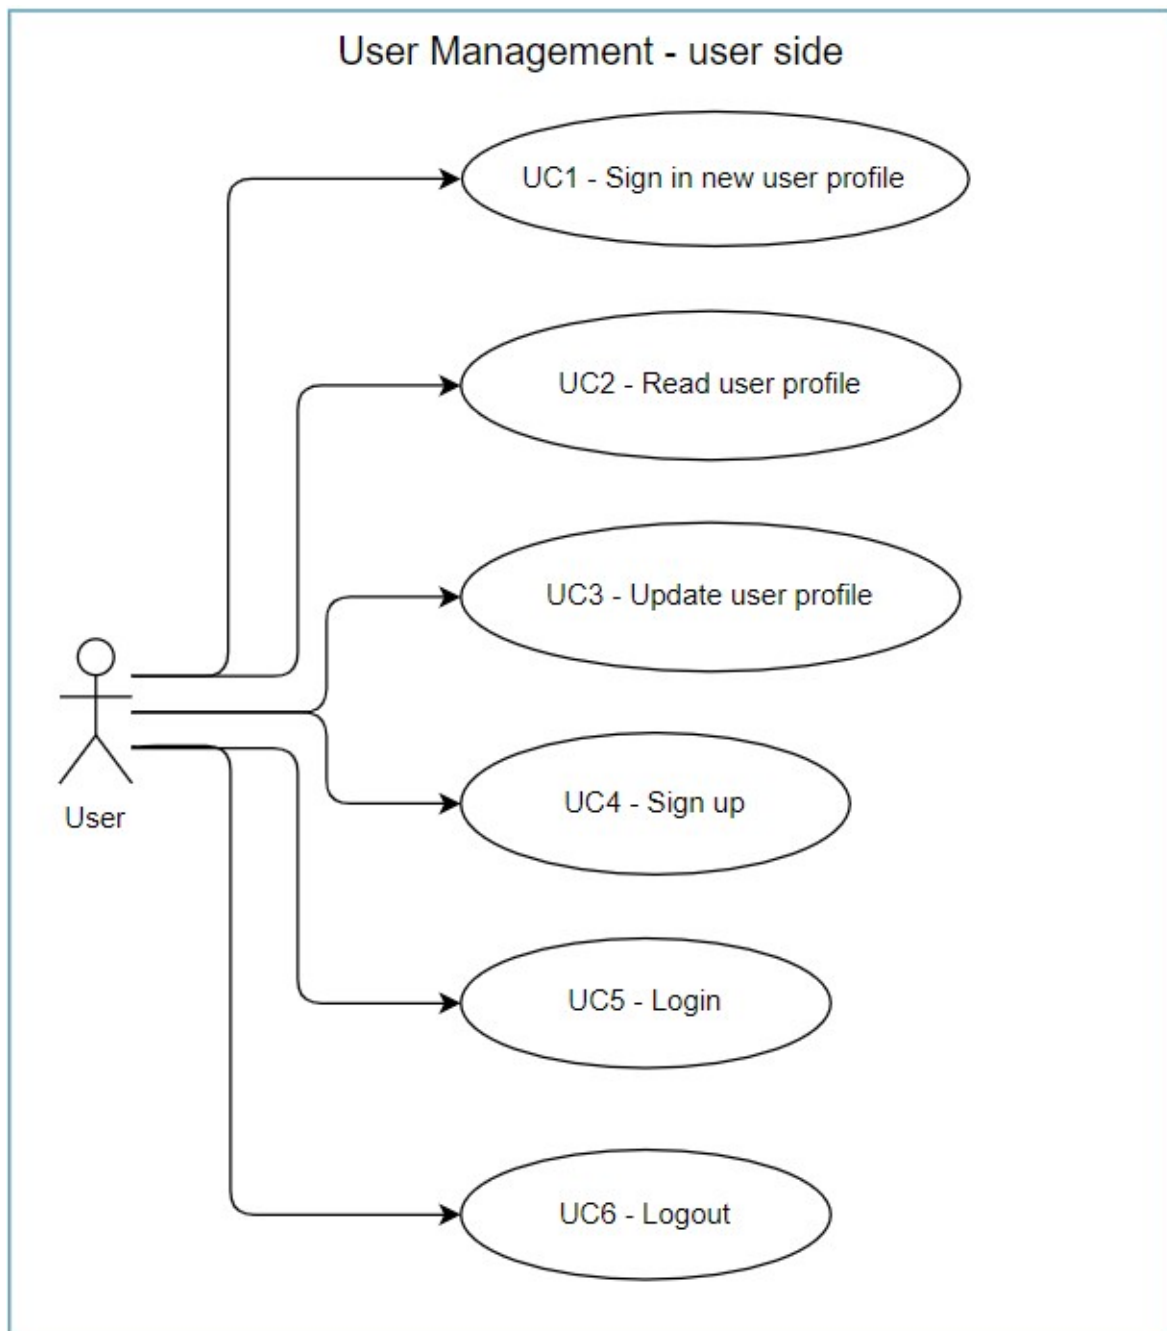 User Management - user side
UC1 - Sign in new user profile
UC2 - Read user profile
UC3 - Update user profile
User
UC4 - Sign up
UC5 - Login
UC6 - Logout